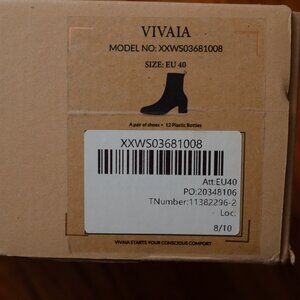 VIVAIA
MODEL NO: XXWS03681008
SIZE: EU 40
A pair of shoes = 12 Plastic Bottles
XXWS03681008
Att:EU40
PO:20348106
TNumber:11382296-2
Loc:
8/10
VIVAIA STARTS YOUR CONSCIOUS COMFORT